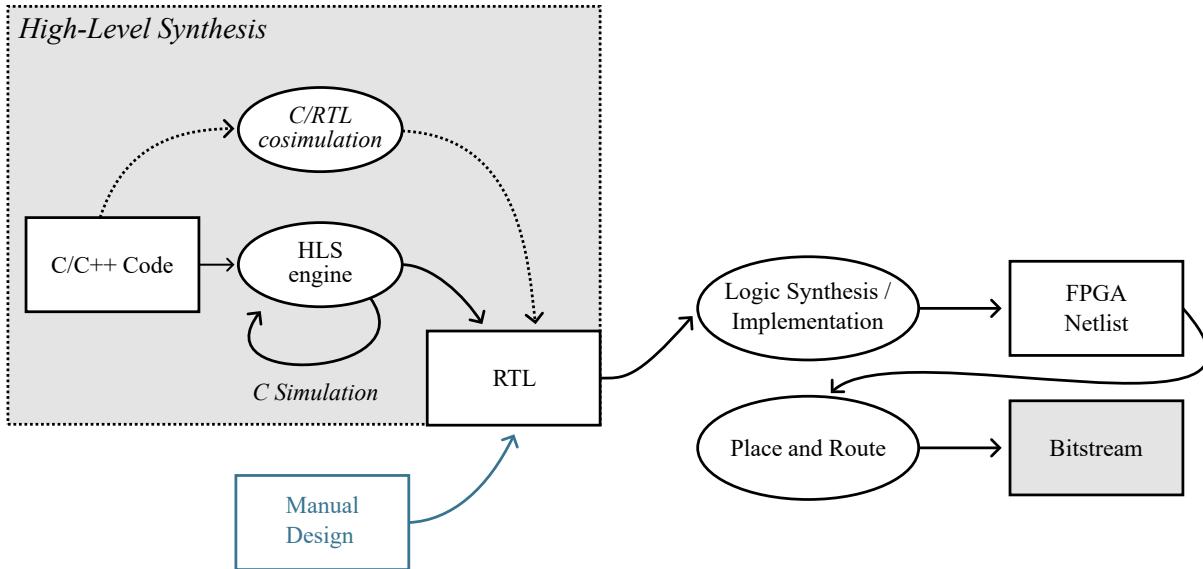 High-Level Synthesis
C/RTL
cosimulation
C/C++ Code
HLS
engine
C Simulation
RTL
Manual
Design
Logic Synthesis /
Implementation
FPGA
Netlist
Place and Route
Bitstream